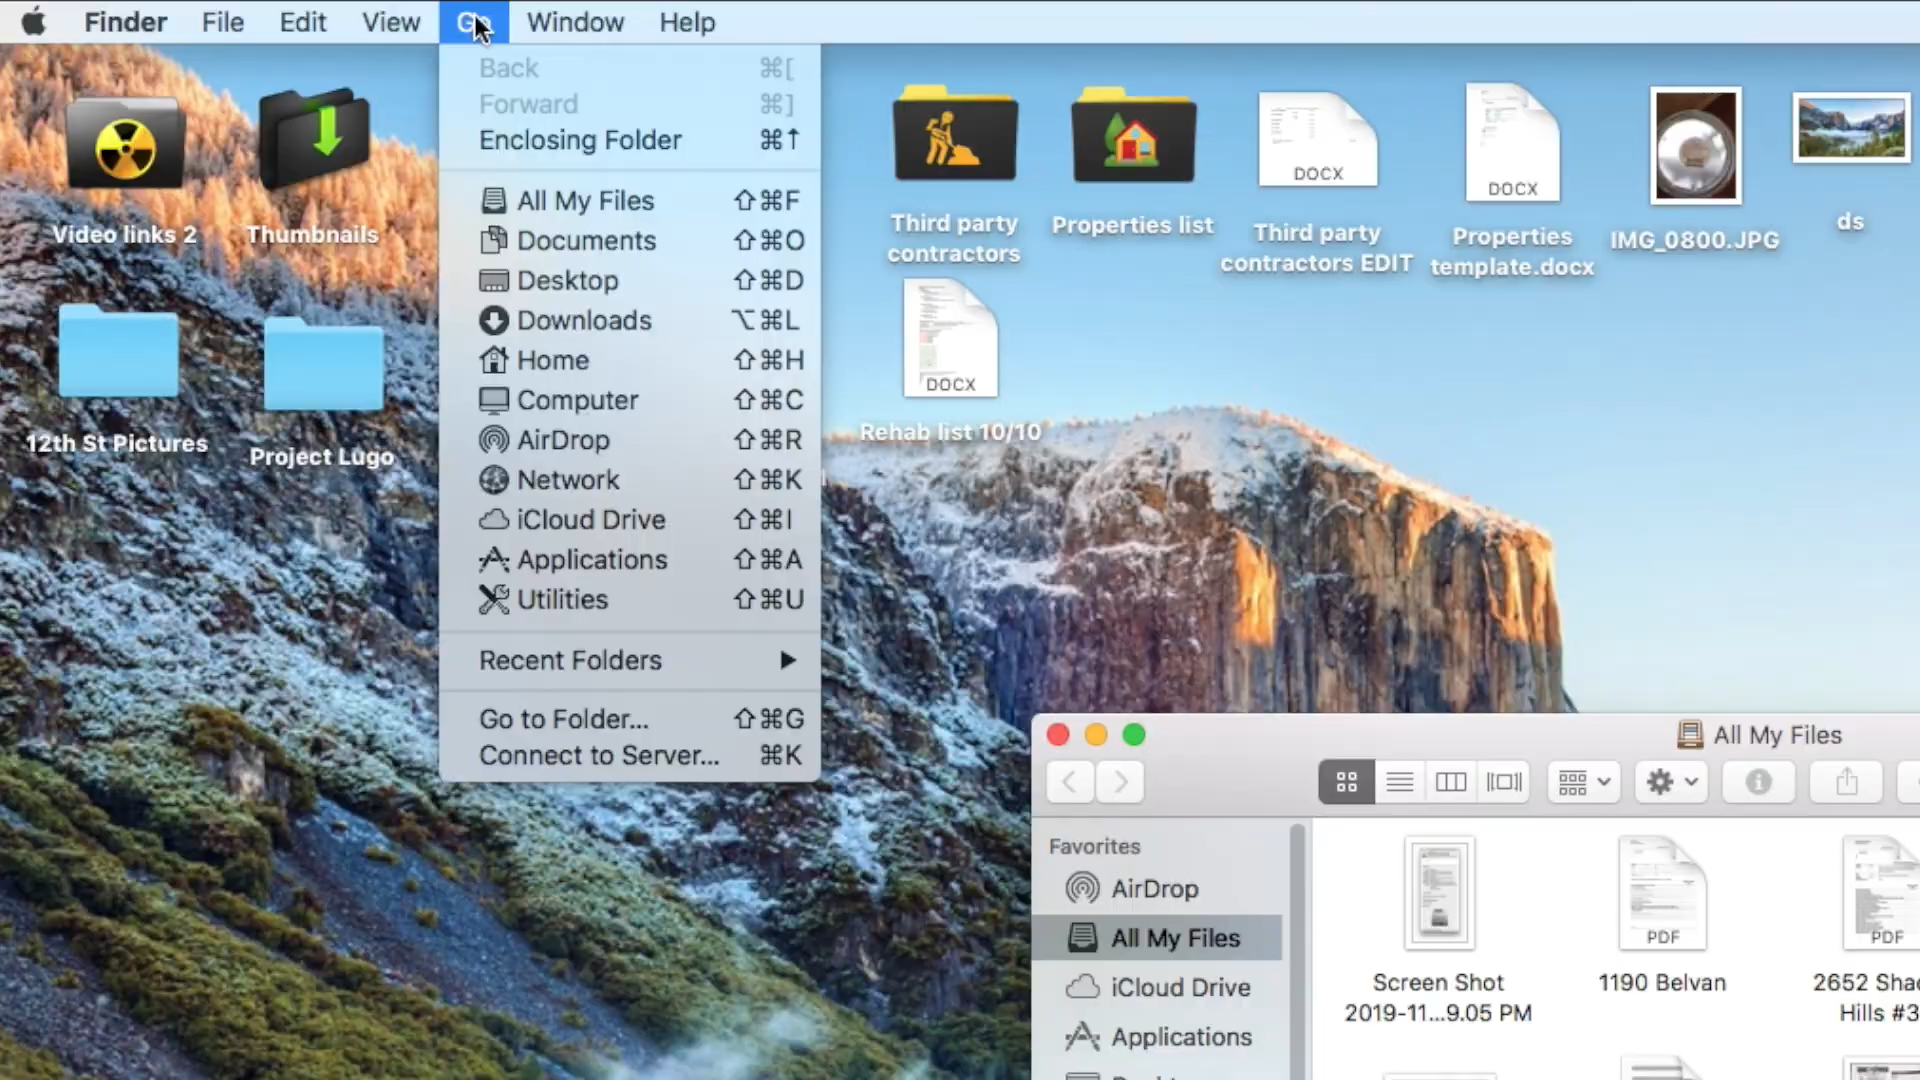 Finder File Edit View Go Window Help
Back ⌘[
Forward ⌘]
Enclosing Folder ⌘↑
All My Files ⇧⌘F
Documents ⇧⌘O
Desktop ⇧⌘D
Downloads ⌥⌘L
Home ⇧⌘H
Computer ⇧⌘C
AirDrop ⇧⌘R
Network ⇧⌘K
iCloud Drive ⇧⌘I
Applications ⇧⌘A
Utilities ⇧⌘U
Recent Folders
Go to Folder... ⇧⌘G
Connect to Server... ⌘K
Video links 2
Thumbnails
12th St Pictures
Project Lugo
Third party
contractors
Properties list
DOCX
Third party
contractors EDIT
DOCX
Properties
template.docx
IMG_0800.JPG
ds
DOCX
Rehab list 10/10
All My Files
Favorites
AirDrop
All My Files
iCloud Drive
Applications
Screen Shot
2019-11...9.05 PM
PDF
1190 Belvan
PDF
2652 Sha
Hills #3